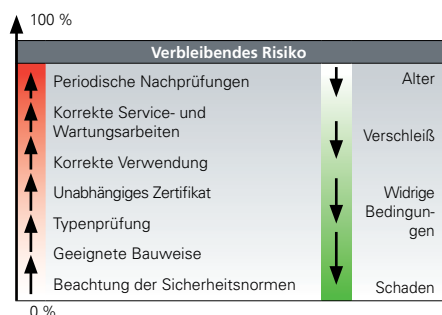 100 %
Verbleibendes Risiko
Periodische Nachprüfungen
Korrekte Service- und
Wartungsarbeiten
Korrekte Verwendung
Unabhängiges Zertifikat
Typenprüfung
Geeignete Bauweise
Beachtung der Sicherheitsnormen
Alter
Verschleiß
Widrige
Bedingun-
gen
Schaden
0 %